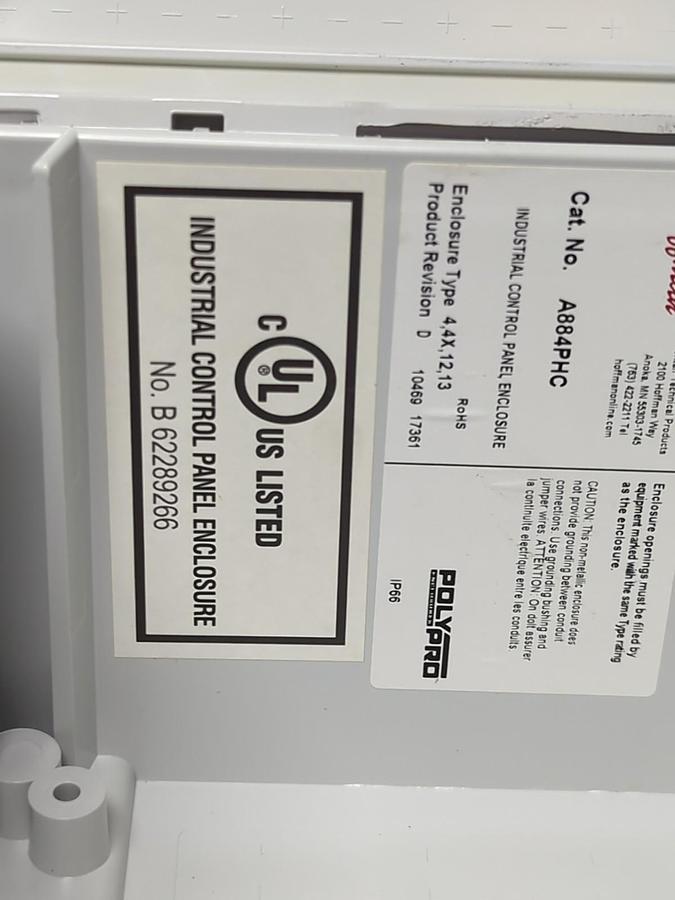 Technical Products
2100 Hoffman Way
Anoka, MN 55303-1745
(763) 422-2211 Tel
hoffmanonline.com
Cat. No. A884PHC
INDUSTRIAL CONTROL PANEL ENCLOSURE
Enclosure Type 4,4X,12,13 RoHS
Product Revision D 10469 17361
Enclosure openings must be filled by
equipment marked with the same Type rating
as the enclosure.
CAUTION: This non-metallic enclosure does
not provide grounding between conduit
connections. Use grounding bushing and
jumper wires. ATTENTION: On doit assurer
la continuite electrique entre les conduits.
POLYPRO
IP66
C UL ® US LISTED
INDUSTRIAL CONTROL PANEL ENCLOSURE
No. B 62289266